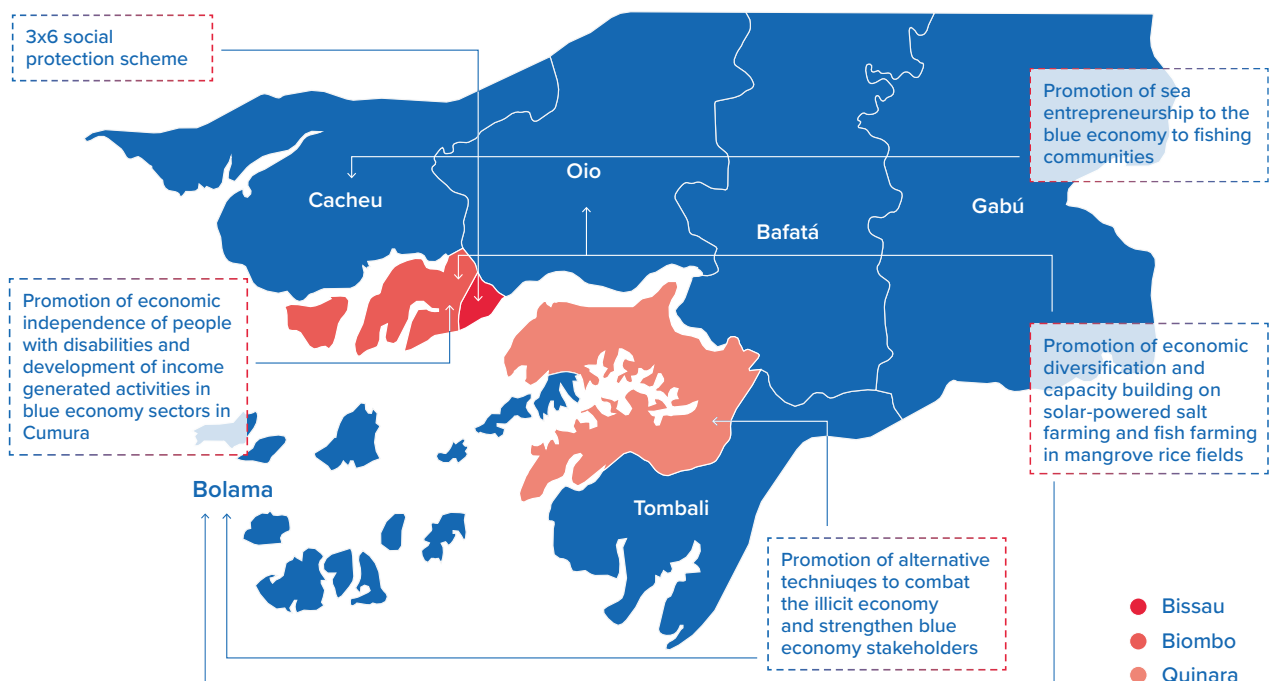 3x6 social
protection scheme
Promotion of sea
entrepreneurship to the
blue economy to fishing
communities
Oio
Cacheu
Gabú
Bafatá
Promotion of economic
independence of people
with disabilities and
development of income
generated activities in
blue economy sectors in
Cumura
Promotion of economic
diversification and
capacity building on
solar-powered salt
farming and fish farming
in mangrove rice fields
Bolama
Tombali
Promotion of alternative
techniuqes to combat
the illicit economy
and strengthen blue
economy stakeholders
Bissau
Biombo
Quinara